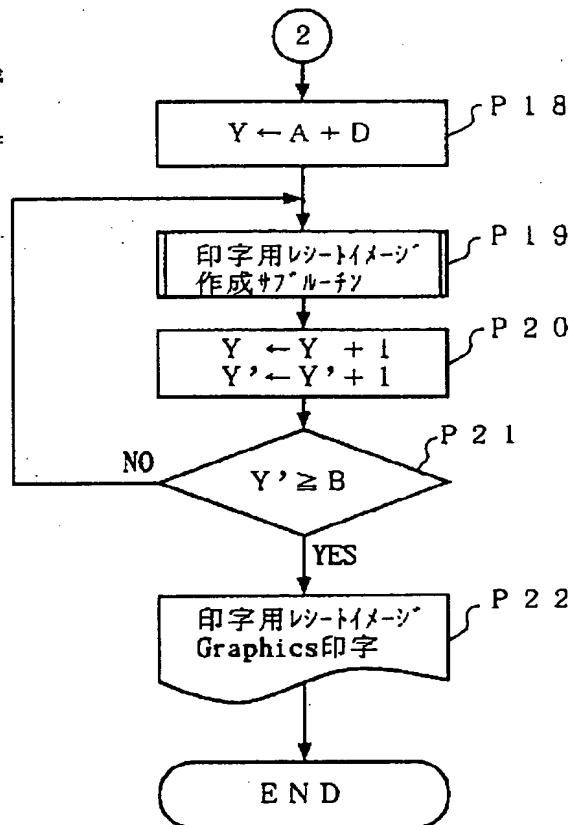 2
Y ← A + D
P 1 8
印字用レシートイメージ
作成サブルーチン
P 1 9
Y ← Y + 1
Y' ← Y' + 1
P 2 0
Y' ≧ B
P 2 1
NO
YES
印字用レシートイメージ
Graphics印字
P 2 2
E N D